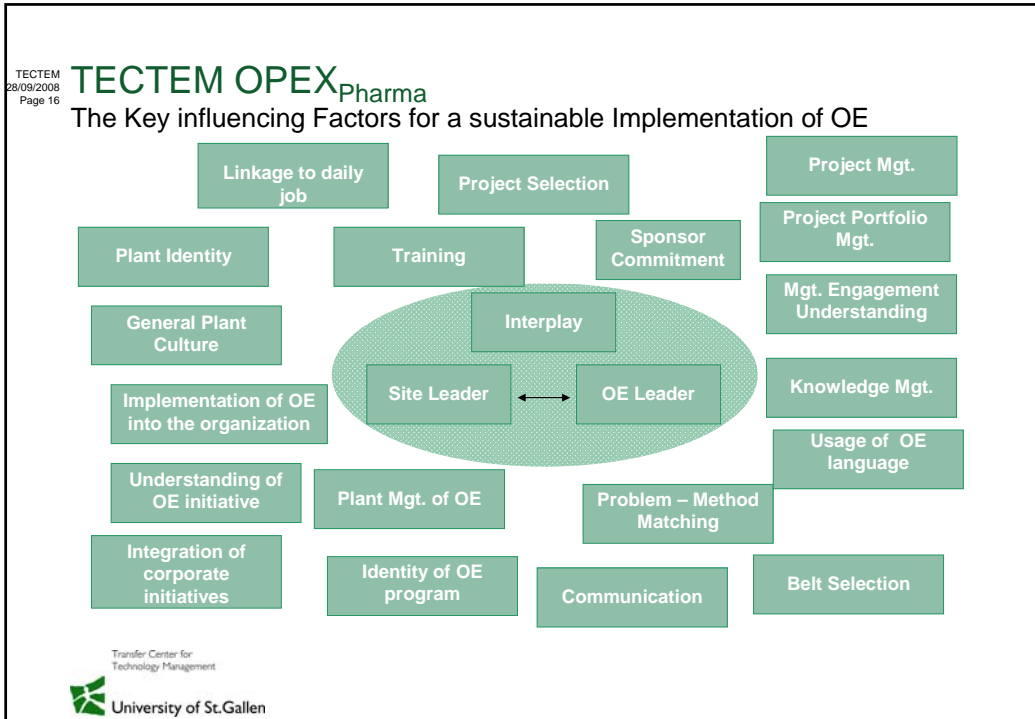 TECTEM
28/09/2008
Page 16
TECTEM OPEX Pharma
The Key influencing Factors for a sustainable Implementation of OE
Linkage to daily
job
Project Selection
Project Mgt.
Plant Identity
Training
Sponsor
Commitment
Project Portfolio
Mgt.
General Plant
Culture
Interplay
Mgt. Engagement
Understanding
Site Leader
OE Leader
Knowledge Mgt.
Implementation of OE
into the organization
Usage of OE
language
Understanding of
OE initiative
Plant Mgt. of OE
Problem – Method
Matching
Integration of
corporate
initiatives
Identity of OE
program
Communication
Belt Selection
Transfer Center for
Technology Management
University of St.Gallen